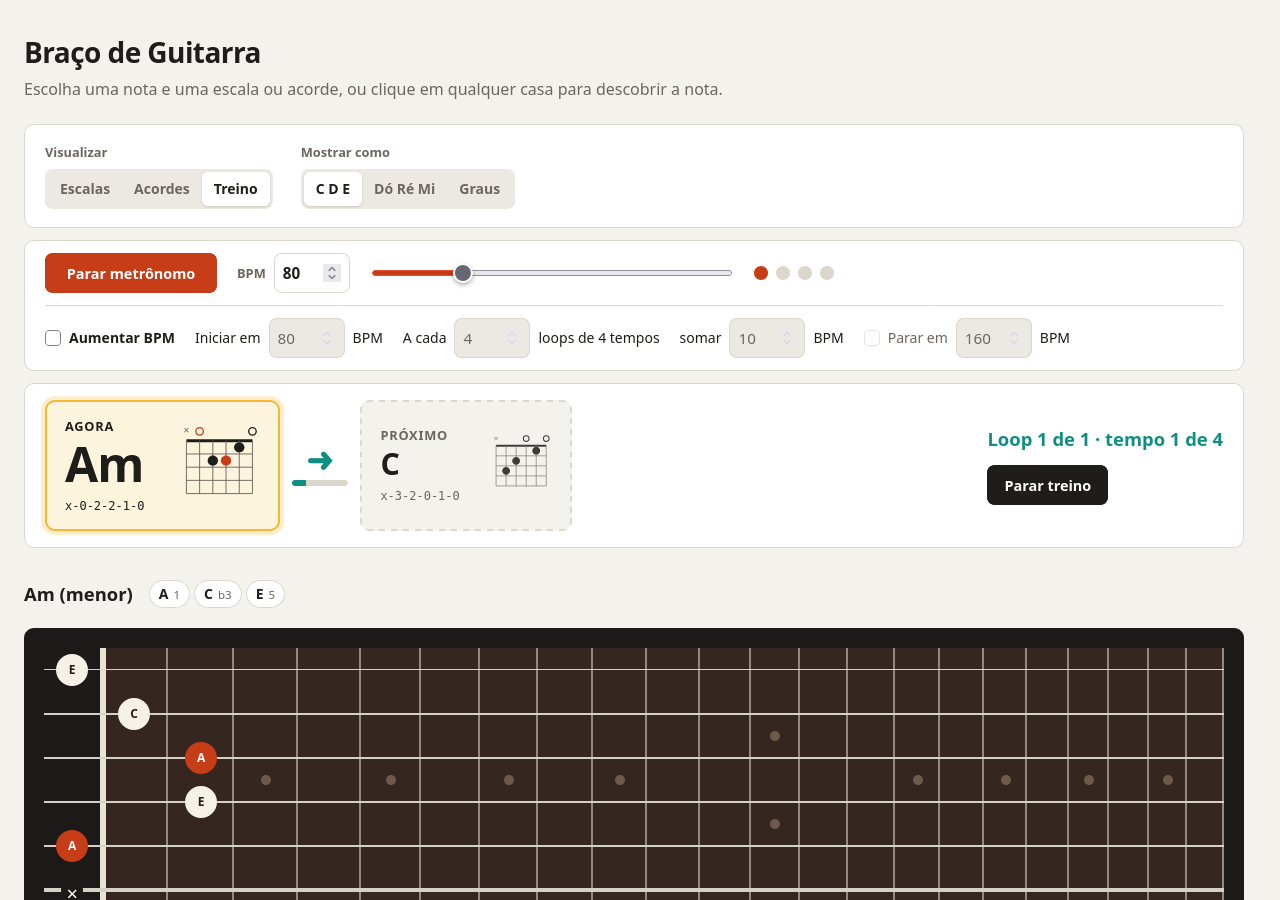 Braço de Guitarra
Escolha uma nota e uma escala ou acorde, ou clique em qualquer casa para descobrir a nota.
Visualizar
Mostrar como
Escalas Acordes Treino
C D E Dó Ré Mi Graus
Parar metrônomo BPM 80
Aumentar BPM Iniciar em 80 BPM A cada 4 loops de 4 tempos somar 10 BPM Parar em 160 BPM
AGORA
Am
x-0-2-2-1-0
×
➜
PRÓXIMO
C
x-3-2-0-1-0
×
Loop 1 de 1 · tempo 1 de 4
Parar treino
Am (menor) A 1 C b3 E 5
E
C
A
E
A
×